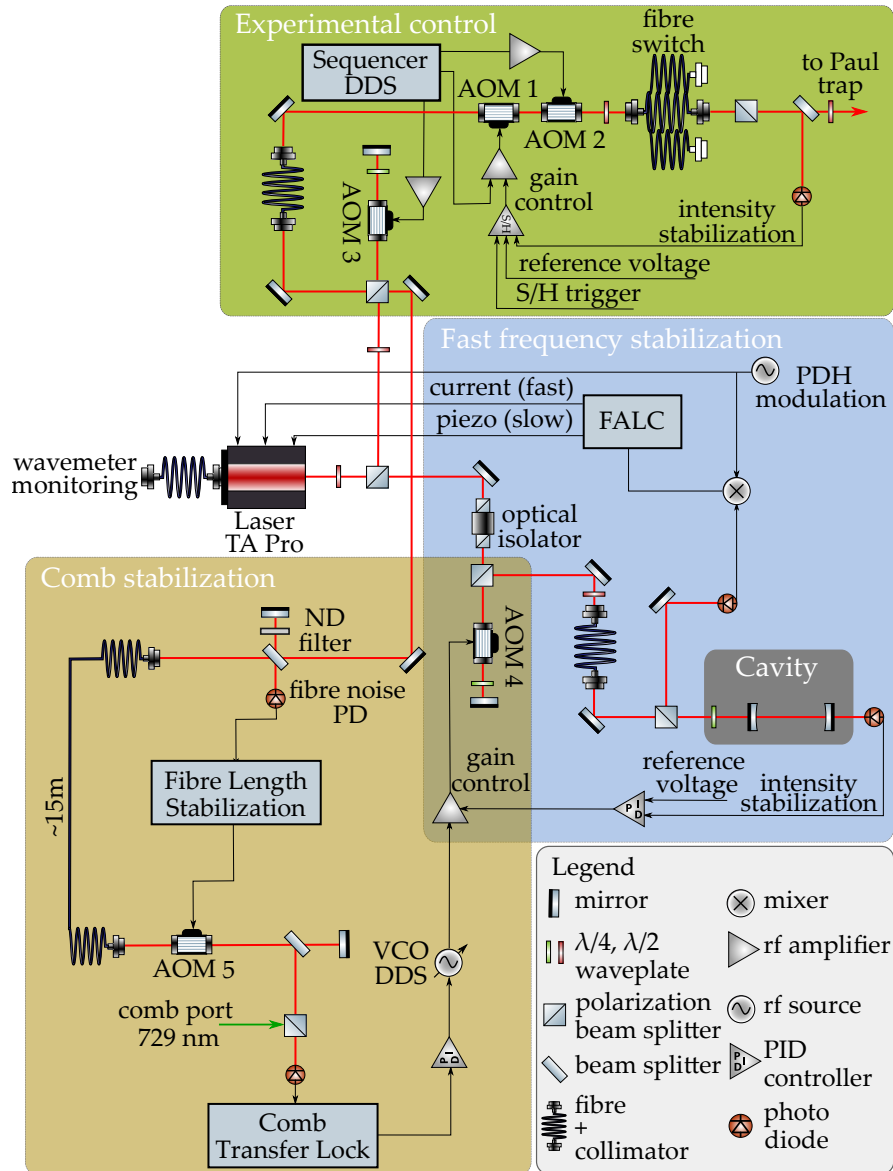 Experimental control
Sequencer
DDS
AOM 1
AOM 2
fibre
switch
to Paul
trap
AOM 3
gain
control
S/H
intensity
stabilization
reference voltage
S/H trigger
Fast frequency stabilization
PDH
modulation
current (fast)
piezo (slow)
FALC
wavemeter
monitoring
Laser
TA Pro
optical
isolator
Comb stabilization
ND
filter
AOM 4
fibre noise
PD
Cavity
gain
control
reference
voltage
intensity
stabilization
P I D
Fibre Length
Stabilization
~15m
AOM 5
VCO
DDS
comb port
729 nm
P I D
Comb
Transfer Lock
Legend
mirror
λ/4, λ/2
waveplate
polarization
beam splitter
beam splitter
fibre
+
collimator
mixer
rf amplifier
rf source
P I D
PID
controller
photo
diode